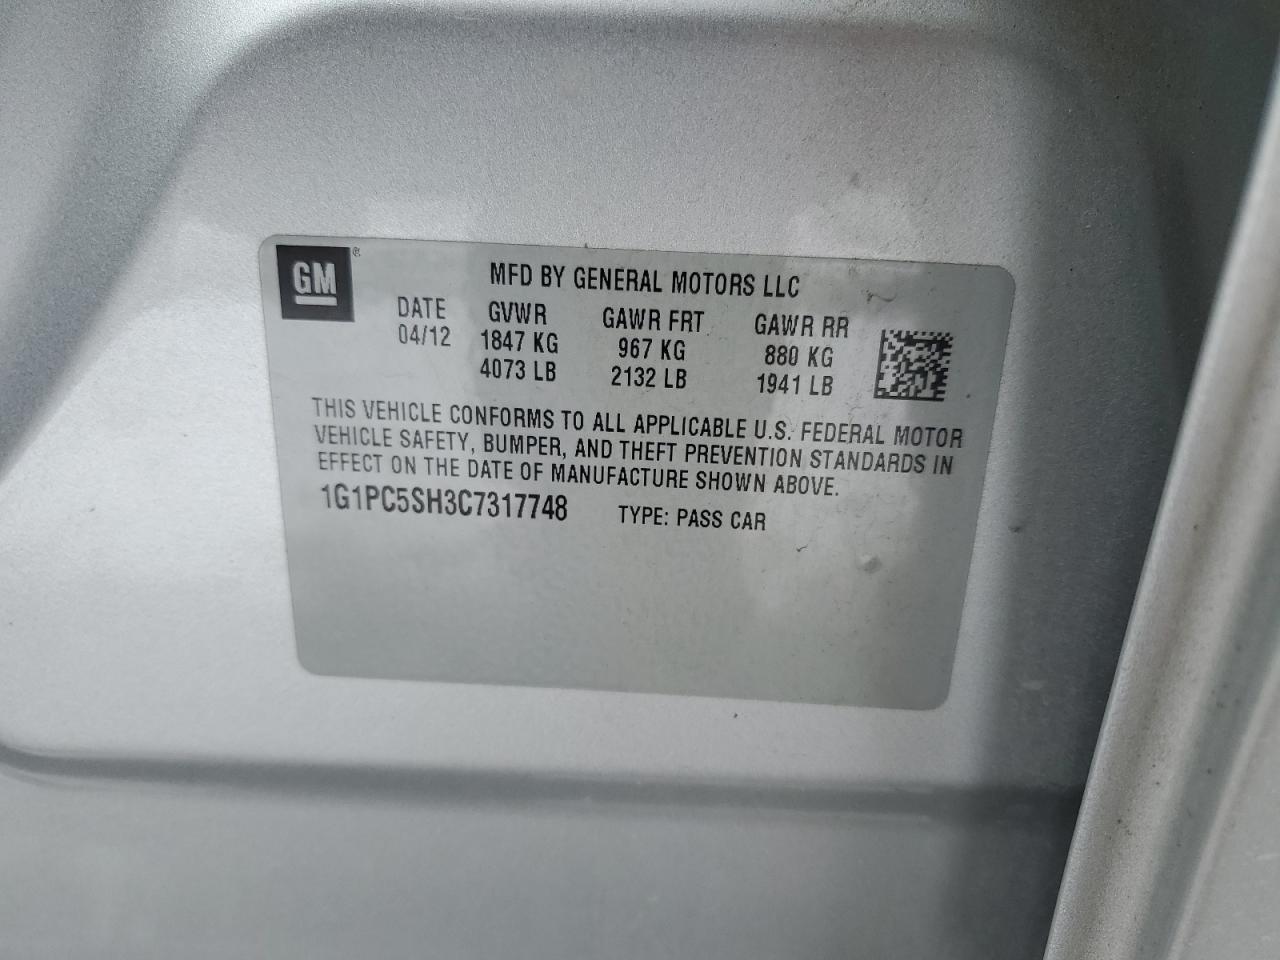 GM ®
MFD BY GENERAL MOTORS LLC
DATE GVWR GAWR FRT GAWR RR
04/12 1847 KG 967 KG 880 KG
4073 LB 2132 LB 1941 LB
THIS VEHICLE CONFORMS TO ALL APPLICABLE U.S. FEDERAL MOTOR
VEHICLE SAFETY, BUMPER, AND THEFT PREVENTION STANDARDS IN
EFFECT ON THE DATE OF MANUFACTURE SHOWN ABOVE.
1G1PC5SH3C7317748 TYPE: PASS CAR